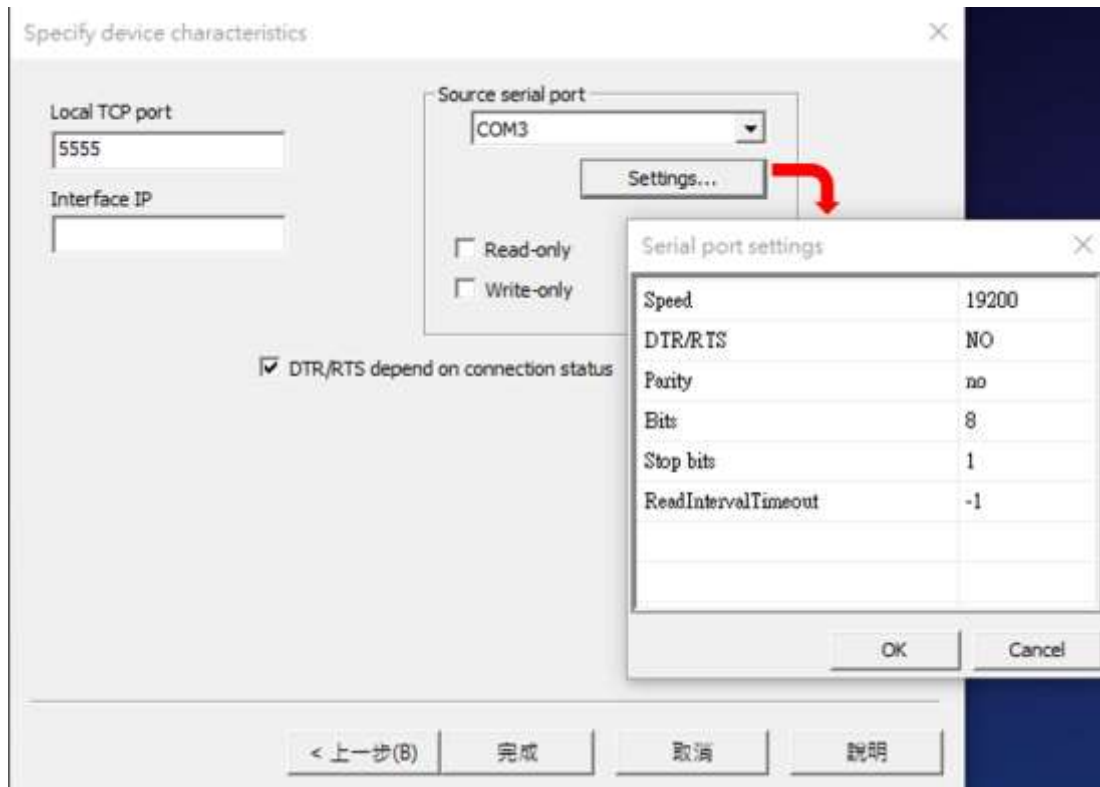 Specify device characteristics
Local TCP port
5555
Interface IP
Source serial port
COM3
Settings...
Read-only
Write-only
DTR/RTS depend on connection status
Serial port settings
Speed 19200
DTR/RTS NO
Parity no
Bits 8
Stop bits 1
ReadIntervalTimeout -1
OK Cancel
< 上一步(B) 完成 取消 說明